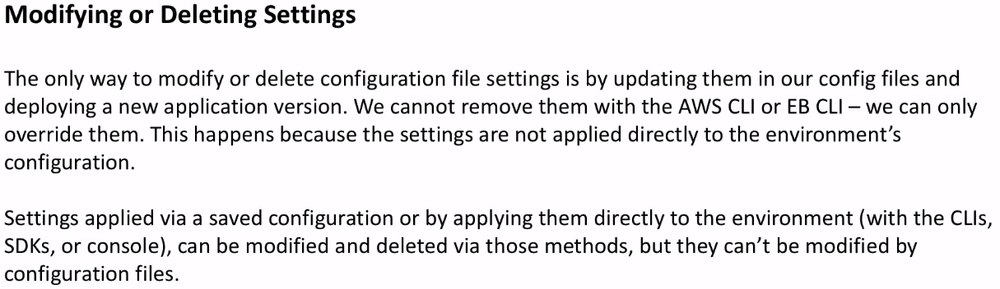 Modifying or Deleting Settings
The only way to modify or delete configuration file settings is by updating them in our config files and
deploying a new application version. We cannot remove them with the AWS CLI or EB CLI – we can only
override them. This happens because the settings are not applied directly to the environment’s
configuration.
Settings applied via a saved configuration or by applying them directly to the environment (with the CLIs,
SDKs, or console), can be modified and deleted via those methods, but they can’t be modified by
configuration files.